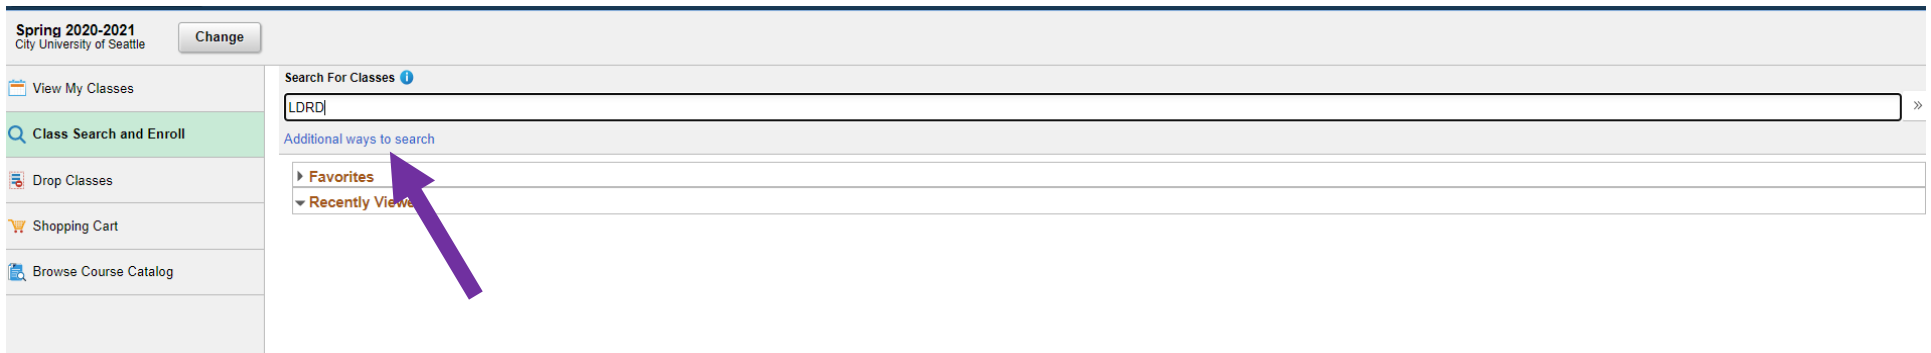 Spring 2020-2021
City University of Seattle
Change
View My Classes
Class Search and Enroll
Drop Classes
Shopping Cart
Browse Course Catalog
Search For Classes
LDRD
»
Additional ways to search
Favorites
Recently